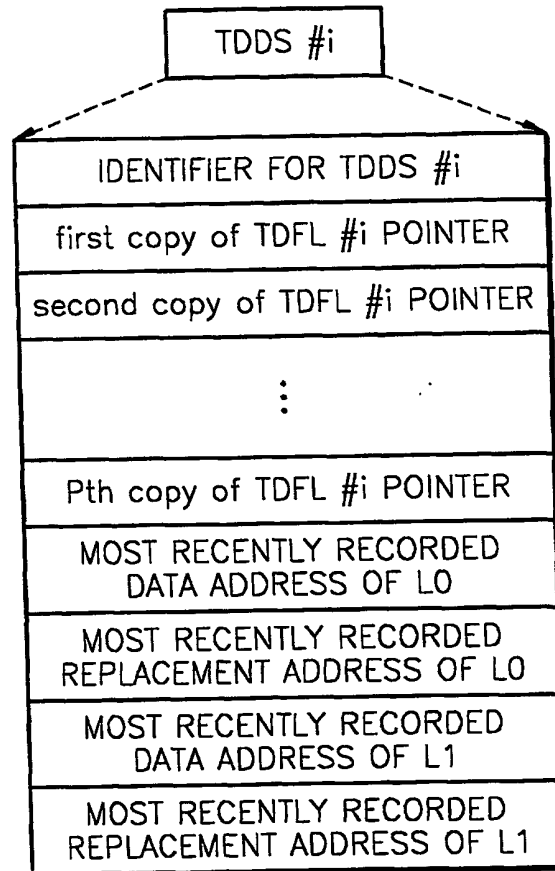 TDDS #i
IDENTIFIER FOR TDDS #i
first copy of TDFL #i POINTER
second copy of TDFL #i POINTER
⋮
Pth copy of TDFL #i POINTER
MOST RECENTLY RECORDED
DATA ADDRESS OF L0
MOST RECENTLY RECORDED
REPLACEMENT ADDRESS OF L0
MOST RECENTLY RECORDED
DATA ADDRESS OF L1
MOST RECENTLY RECORDED
REPLACEMENT ADDRESS OF L1